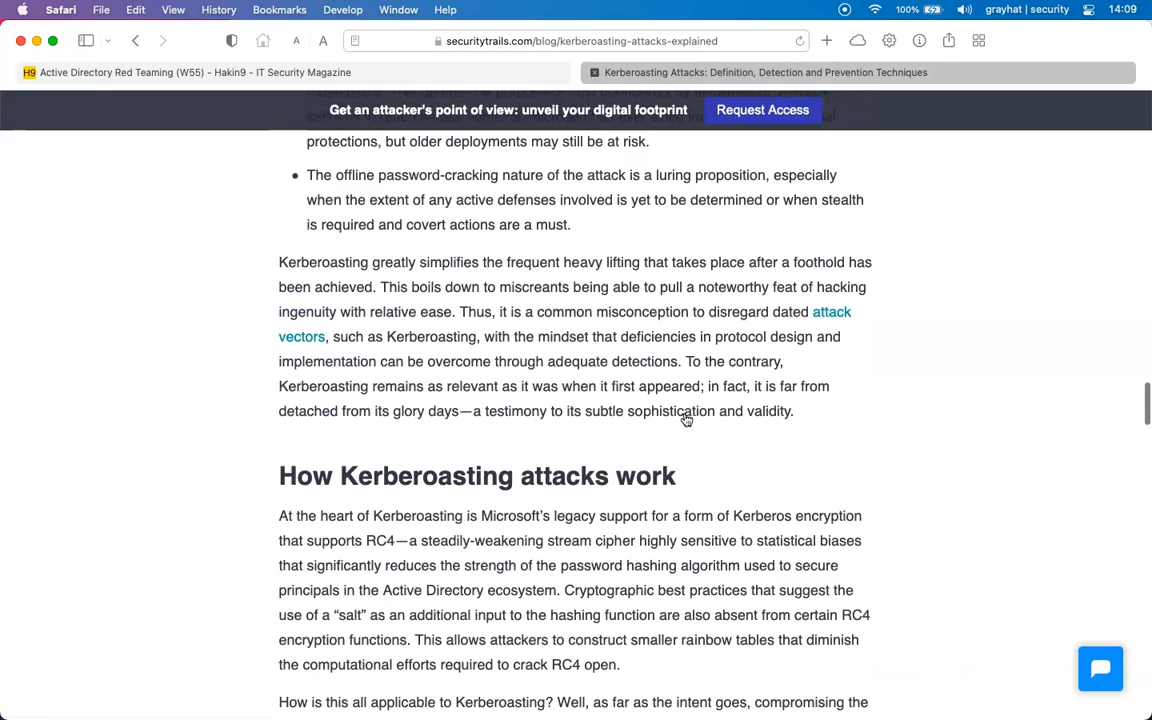 Safari File Edit View History Bookmarks Develop Window Help 100% grayhat | security 14:09
A A securitytrails.com/blog/kerberoasting-attacks-explained
H9 Active Directory Red Teaming (W55) - Hakin9 - IT Security Magazine
Kerberoasting Attacks: Definition, Detection and Prevention Techniques
Get an attacker's point of view: unveil your digital footprint Request Access
protections, but older deployments may still be at risk.
• The offline password-cracking nature of the attack is a luring proposition, especially
when the extent of any active defenses involved is yet to be determined or when stealth
is required and covert actions are a must.
Kerberoasting greatly simplifies the frequent heavy lifting that takes place after a foothold has
been achieved. This boils down to miscreants being able to pull a noteworthy feat of hacking
ingenuity with relative ease. Thus, it is a common misconception to disregard dated attack
vectors, such as Kerberoasting, with the mindset that deficiencies in protocol design and
implementation can be overcome through adequate detections. To the contrary,
Kerberoasting remains as relevant as it was when it first appeared; in fact, it is far from
detached from its glory days—a testimony to its subtle sophistication and validity.
How Kerberoasting attacks work
At the heart of Kerberoasting is Microsoft's legacy support for a form of Kerberos encryption
that supports RC4—a steadily-weakening stream cipher highly sensitive to statistical biases
that significantly reduces the strength of the password hashing algorithm used to secure
principals in the Active Directory ecosystem. Cryptographic best practices that suggest the
use of a “salt” as an additional input to the hashing function are also absent from certain RC4
encryption functions. This allows attackers to construct smaller rainbow tables that diminish
the computational efforts required to crack RC4 open.
How is this all applicable to Kerberoasting? Well, as far as the intent goes, compromising the